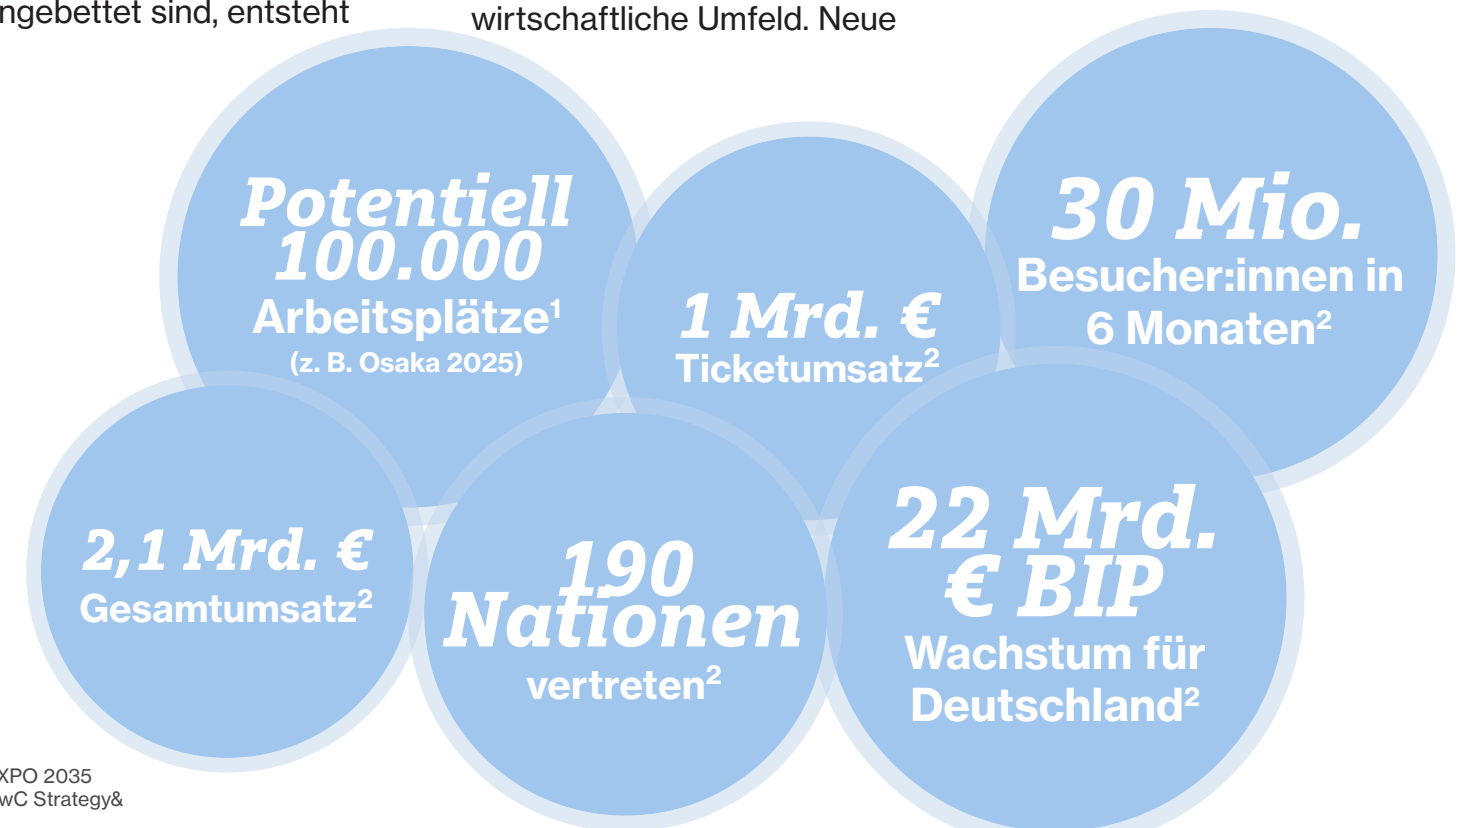 ngebettet sind, entsteht
wirtschaftliche Umfeld. Neue
Potentiell
100.000
Arbeitsplätze¹
(z. B. Osaka 2025)
1 Mrd. €
Ticketumsatz²
30 Mio.
Besucher:innen in
6 Monaten²
2,1 Mrd. €
Gesamtumsatz²
190
Nationen
vertreten²
22 Mrd.
€ BIP
Wachstum für
Deutschland²
XPO 2035
wC Strategy&